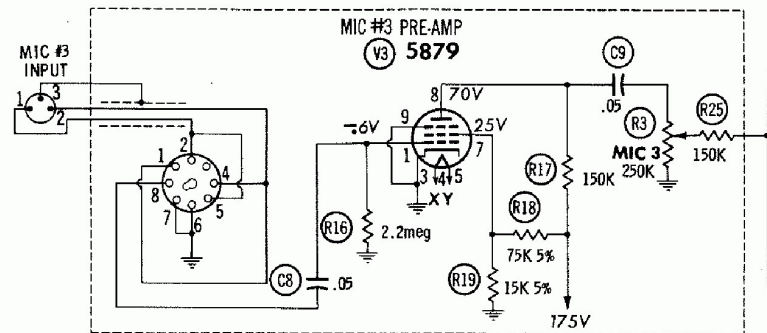 MIC #3 PRE-AMP
V3 5879
MIC #3
INPUT
1 3
2
C9
.05
8 70V
9
-.6V
25V
1
7
3 4 5
X Y
R3
MIC 3
250K
R25
150K
R17
150K
R18
75K 5%
R19
15K 5%
175V
R16
2.2meg
C8
.05
2
1
4
8
5
7
6